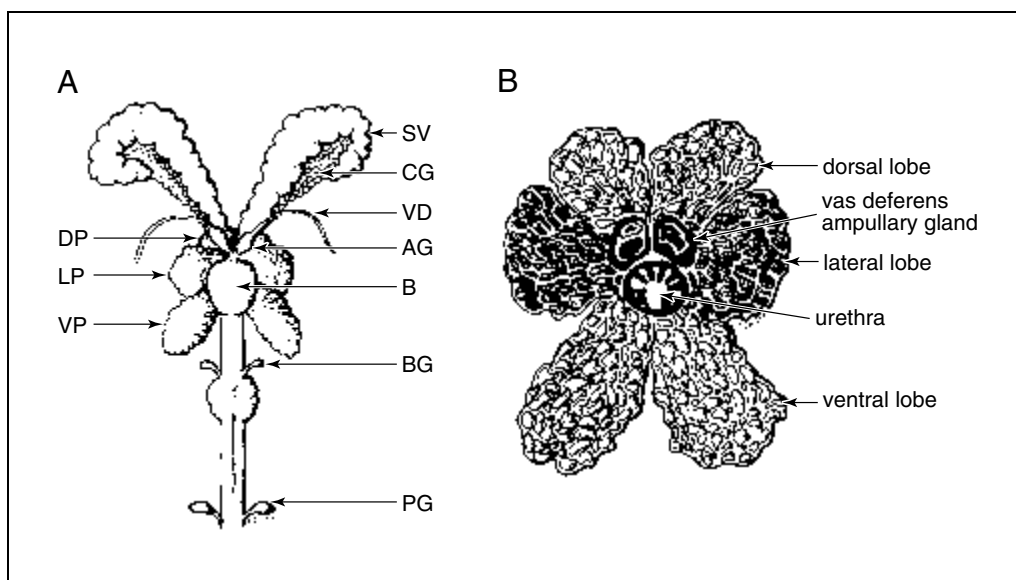 A
SV
CG
VD
DP
AG
LP
B
VP
BG
PG
B
dorsal lobe
vas deferens
ampullary gland
lateral lobe
urethra
ventral lobe